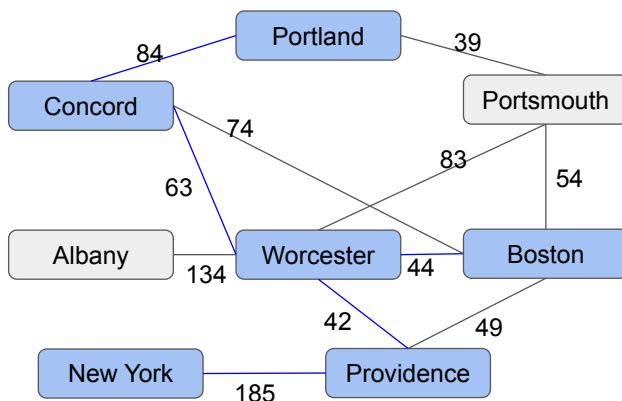 Portland
84
39
Concord
Portsmouth
74
83
63
54
Albany
Worcester
Boston
134
44
42
49
New York
Providence
185